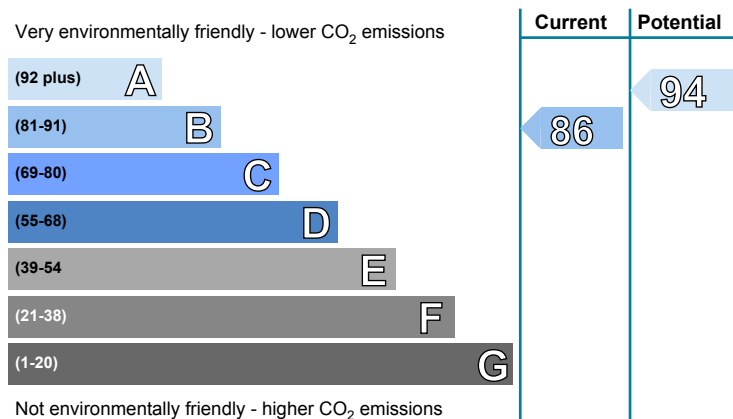 Very environmentally friendly - lower CO2 emissions
Current
Potential
(92 plus) A
94
(81-91) B
86
(69-80) C
(55-68) D
(39-54 E
(21-38) F
(1-20) G
Not environmentally friendly - higher CO2 emissions